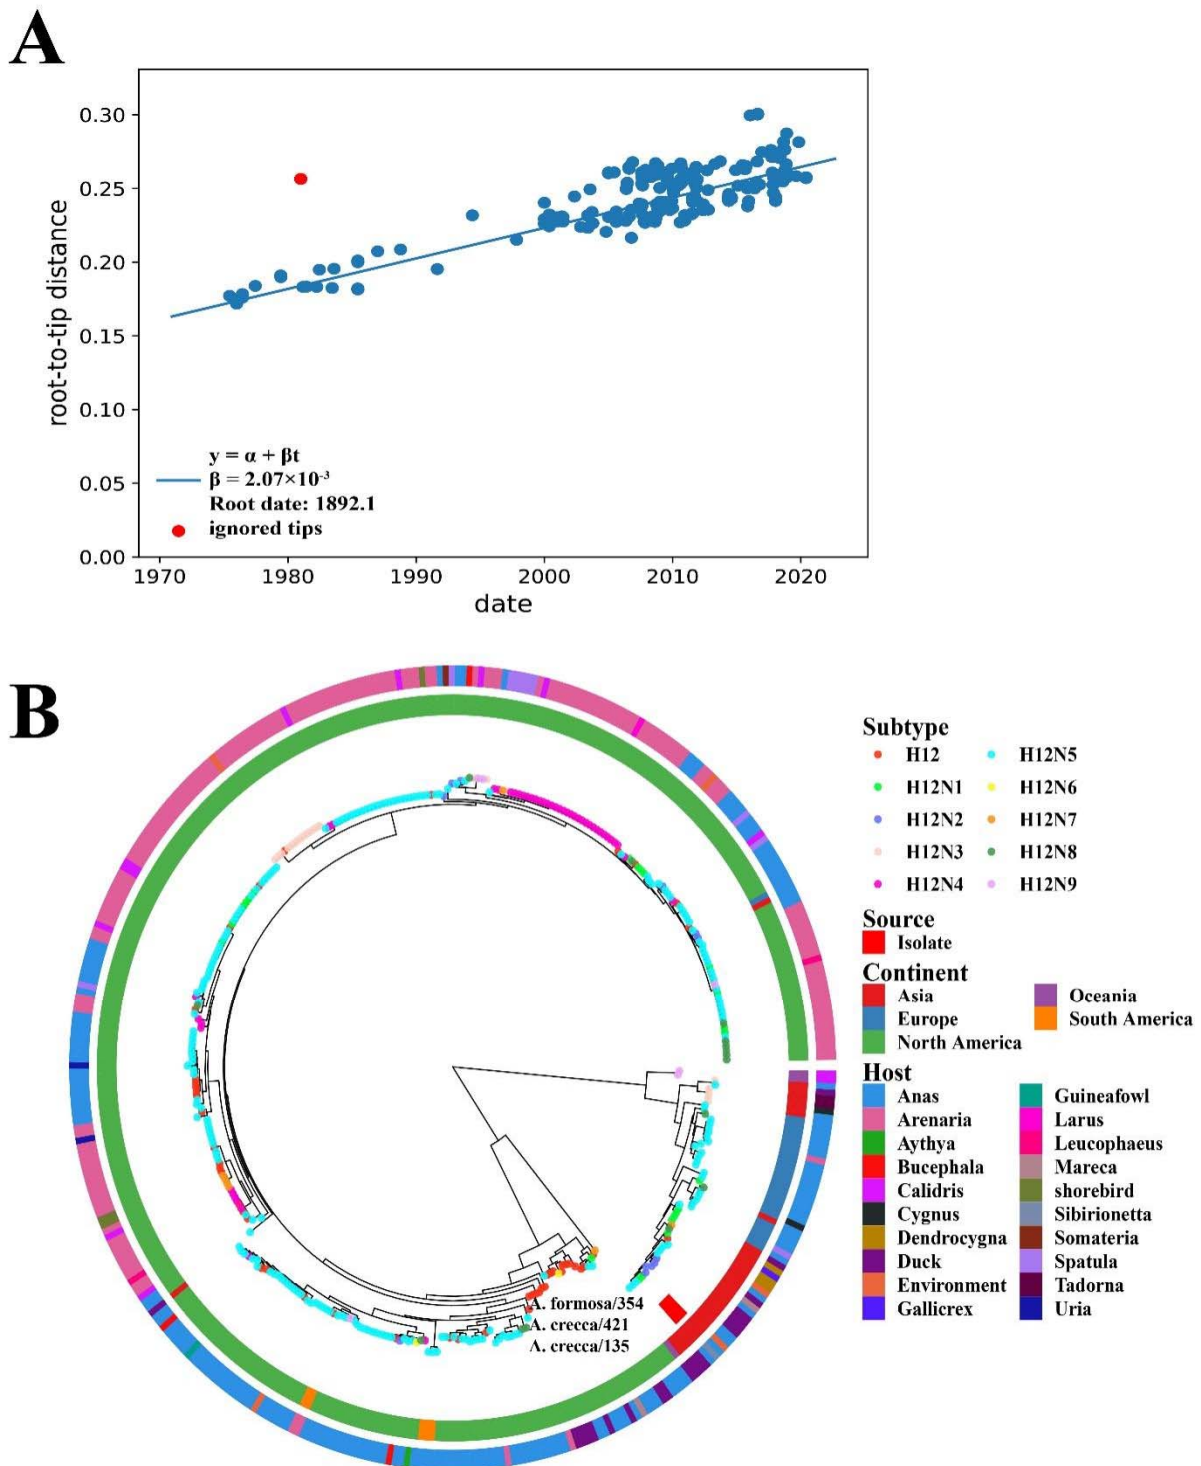 A
0.30
0.25
0.20
0.15
0.10
0.05
0.00
root-to-tip distance
y = α + βt
β = 2.07×10⁻³
Root date: 1892.1
ignored tips
1970 1980 1990 2000 2010 2020
date
B
A. formosa/354
A. crecca/421
A. crecca/135
Subtype
H12 H12N5
H12N1 H12N6
H12N2 H12N7
H12N3 H12N8
H12N4 H12N9
Source
Isolate
Continent
Asia Oceania
Europe South America
North America
Host
Anas Guineafowl
Arenaria Larus
Aythya Leucophaeus
Bucephala Mareca
Calidris shorebird
Cygnus Sibirionetta
Dendrocygna Somateria
Duck Spatula
Environment Tadorna
Gallicrex Uria